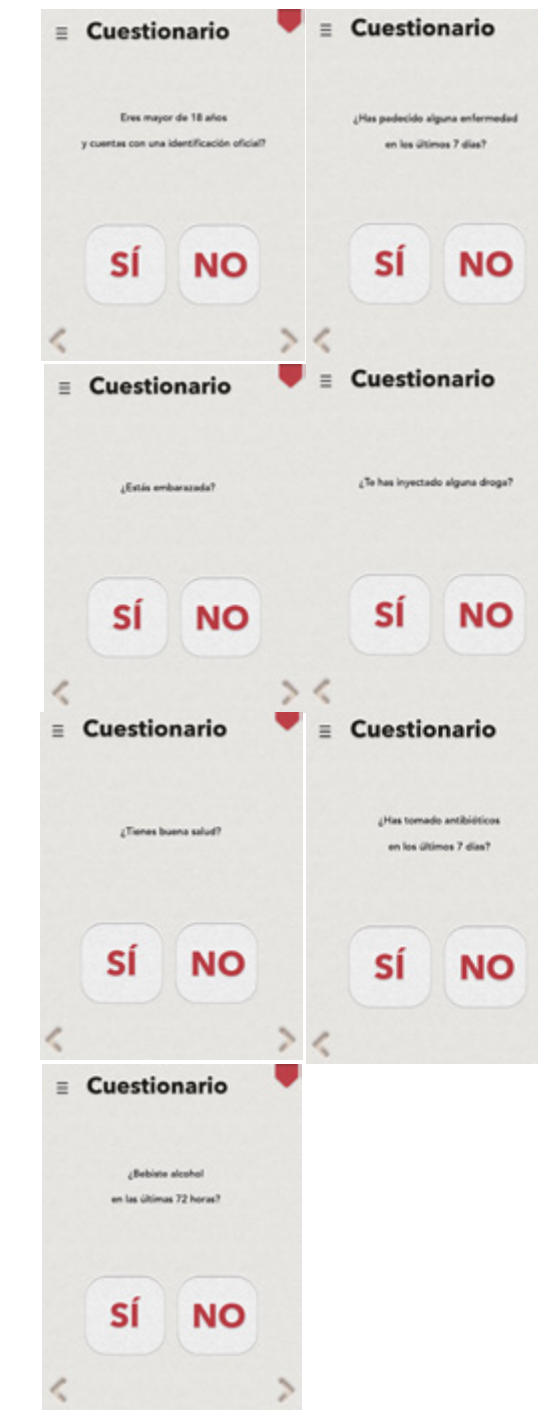 Cuestionario
Eres mayor de 18 años
y cuentas con una identificación oficial?
SÍ NO
Cuestionario
¿Has padecido alguna enfermedad
en los últimos 7 días?
SÍ NO
Cuestionario
¿Estás embarazada?
SÍ NO
Cuestionario
¿Te has inyectado alguna droga?
SÍ NO
Cuestionario
¿Tienes buena salud?
SÍ NO
Cuestionario
¿Has tomado antibióticos
en los últimos 7 días?
SÍ NO
Cuestionario
¿Bebiste alcohol
en las últimas 72 horas?
SÍ NO